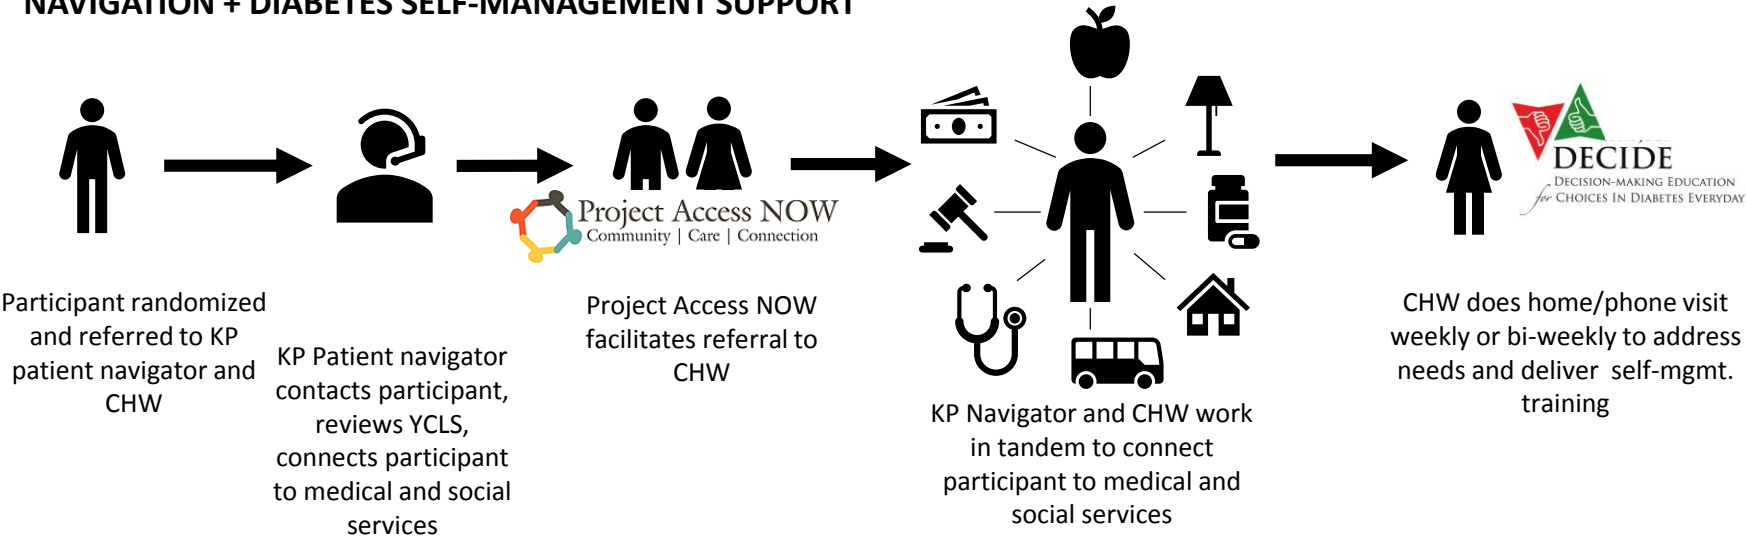 NAVIGATION + DIABETES SELF-MANAGEMENT SUPPORT
Participant randomized
and referred to KP
patient navigator and
CHW
KP Patient navigator
contacts participant,
reviews YCLS,
connects participant
to medical and social
services
Project Access NOW
Community | Care | Connection
Project Access NOW
facilitates referral to
CHW
KP Navigator and CHW work
in tandem to connect
participant to medical and
social services
DECIDE
DECISION-MAKING EDUCATION
for CHOICES IN DIABETES EVERYDAY
CHW does home/phone visit
weekly or bi-weekly to address
needs and deliver  self-mgmt.
training